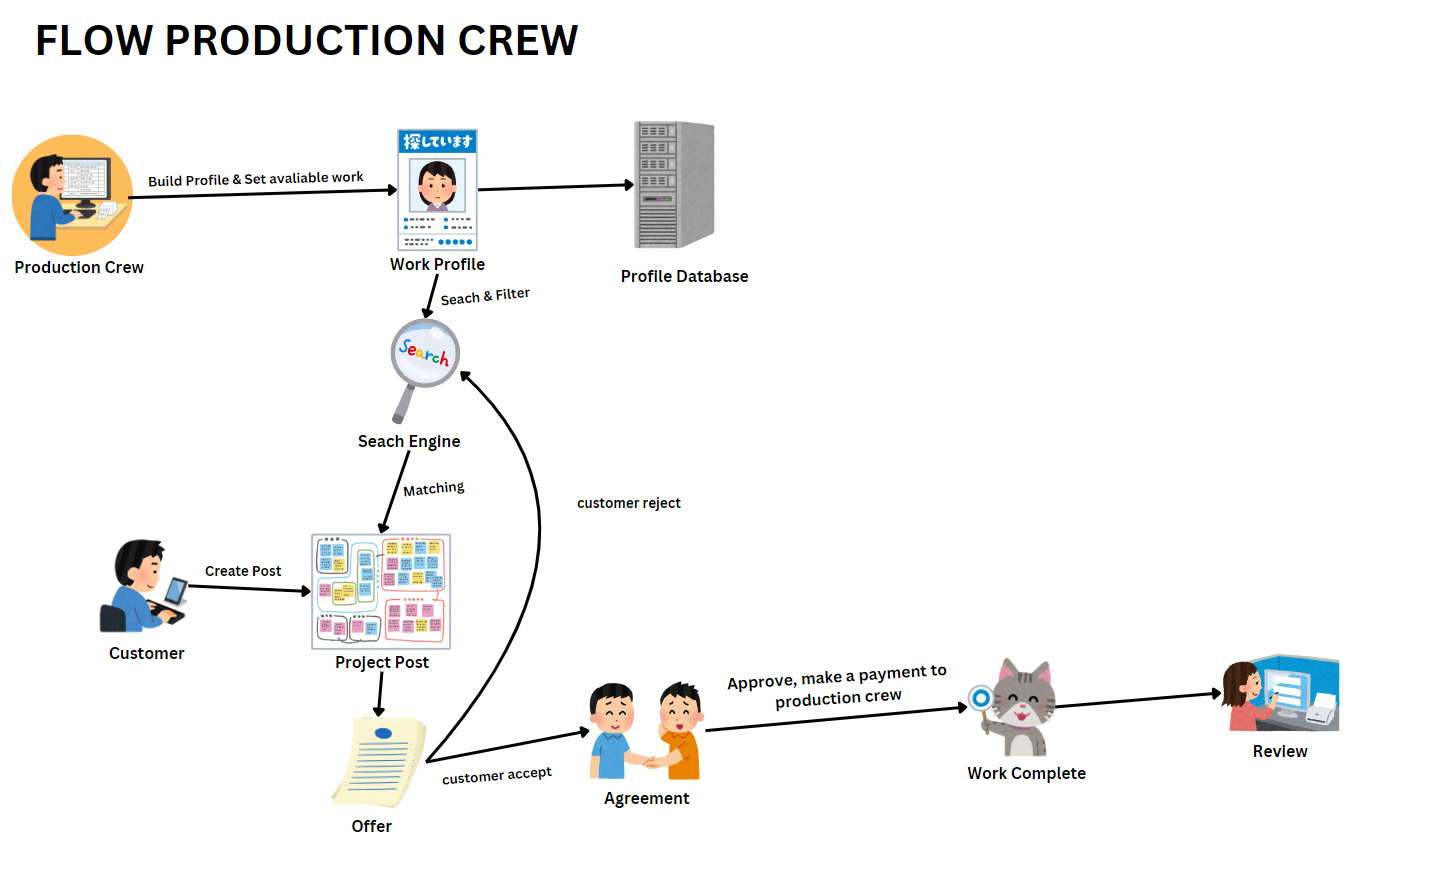 FLOW PRODUCTION CREW
Build Profile & Set avaliable work
探しています
Production Crew
Work Profile
Profile Database
Seach & Filter
Search
Seach Engine
Matching
customer reject
Create Post
Customer
Project Post
Approve, make a payment to
production crew
customer accept
Offer
Agreement
Work Complete
Review